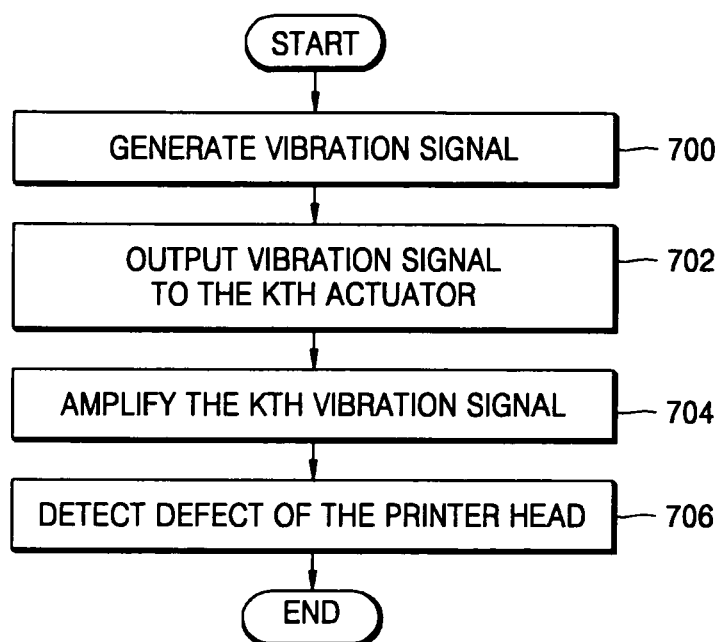 START
GENERATE VIBRATION SIGNAL
700
OUTPUT VIBRATION SIGNAL
TO THE KTH ACTUATOR
702
AMPLIFY THE KTH VIBRATION SIGNAL
704
DETECT DEFECT OF THE PRINTER HEAD
706
END